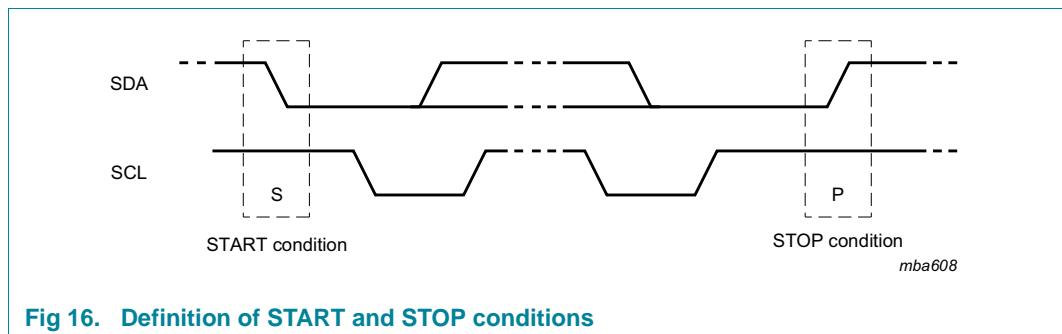 SDA
SCL
S
P
START condition
STOP condition
mba608
Fig 16. Definition of START and STOP conditions